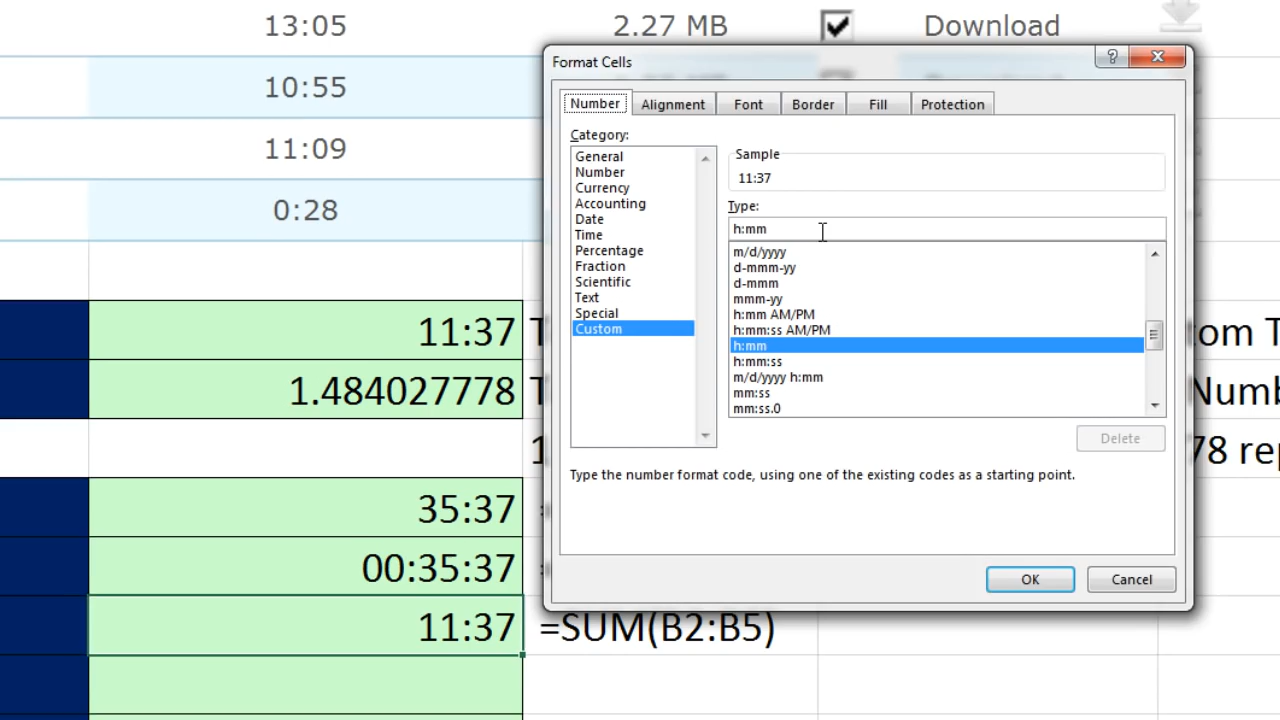 13:05 2.27 MB Download
Format Cells
10:55
Number Alignment Font Border Fill Protection
Category:
General
Number
Currency
Accounting
Date
Time
Percentage
Fraction
Scientific
Text
Special
Custom
Sample
11:37
Type:
h:mm
m/d/yyyy
d-mmm-yy
d-mmm
mmm-yy
h:mm AM/PM
h:mm:ss AM/PM
h:mm
h:mm:ss
m/d/yyyy h:mm
mm:ss
mm:ss.0
Delete
Type the number format code, using one of the existing codes as a starting point.
OK Cancel
11:09
0:28
11:37
1.484027778
35:37
00:35:37
11:37 =SUM(B2:B5)